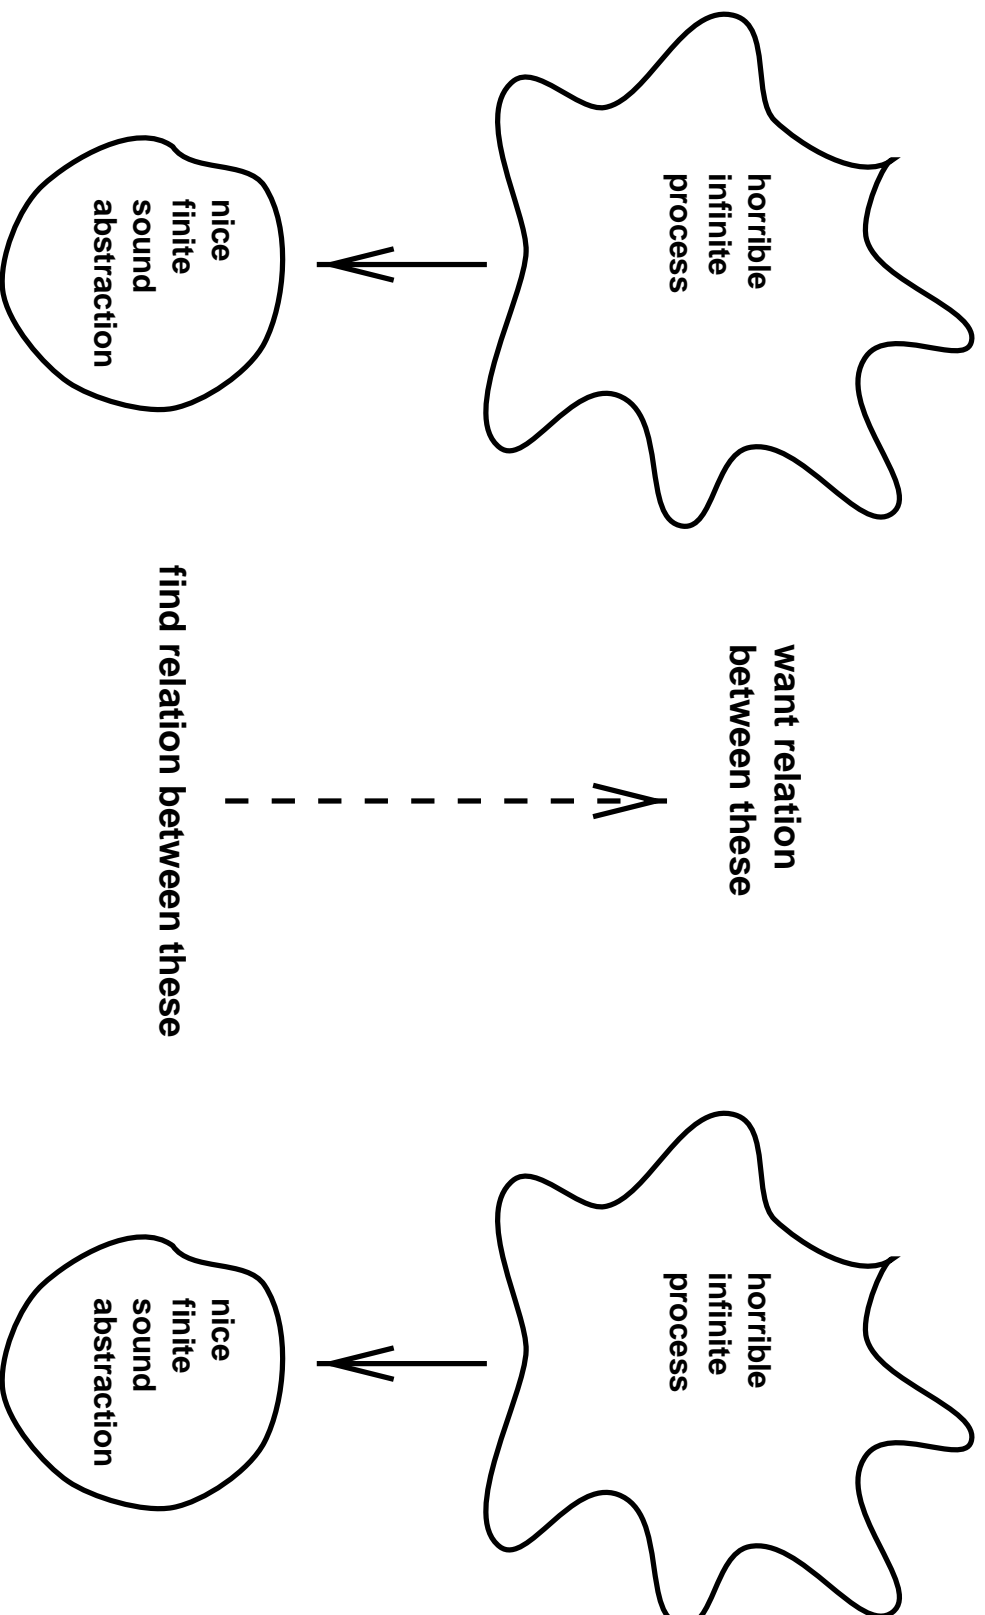 horrible
infinite
process
want relation
between these
horrible
infinite
process
nice
finite
sound
abstraction
find relation between these
nice
finite
sound
abstraction